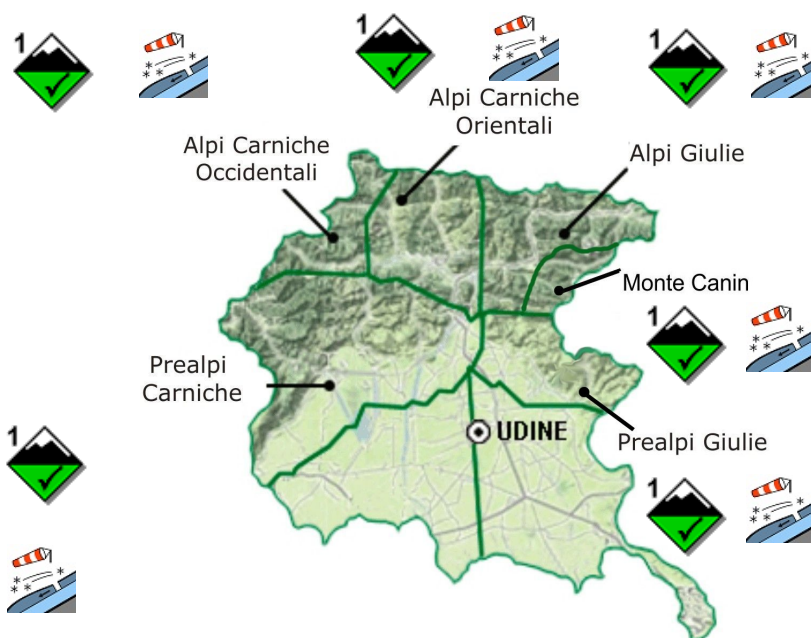 1
1
1
Alpi Carniche
Orientali
Alpi Carniche
Occidentali
Alpi Giulie
Monte Canin
1
Prealpi
Carniche
1
UDINE
Prealpi Giulie
1